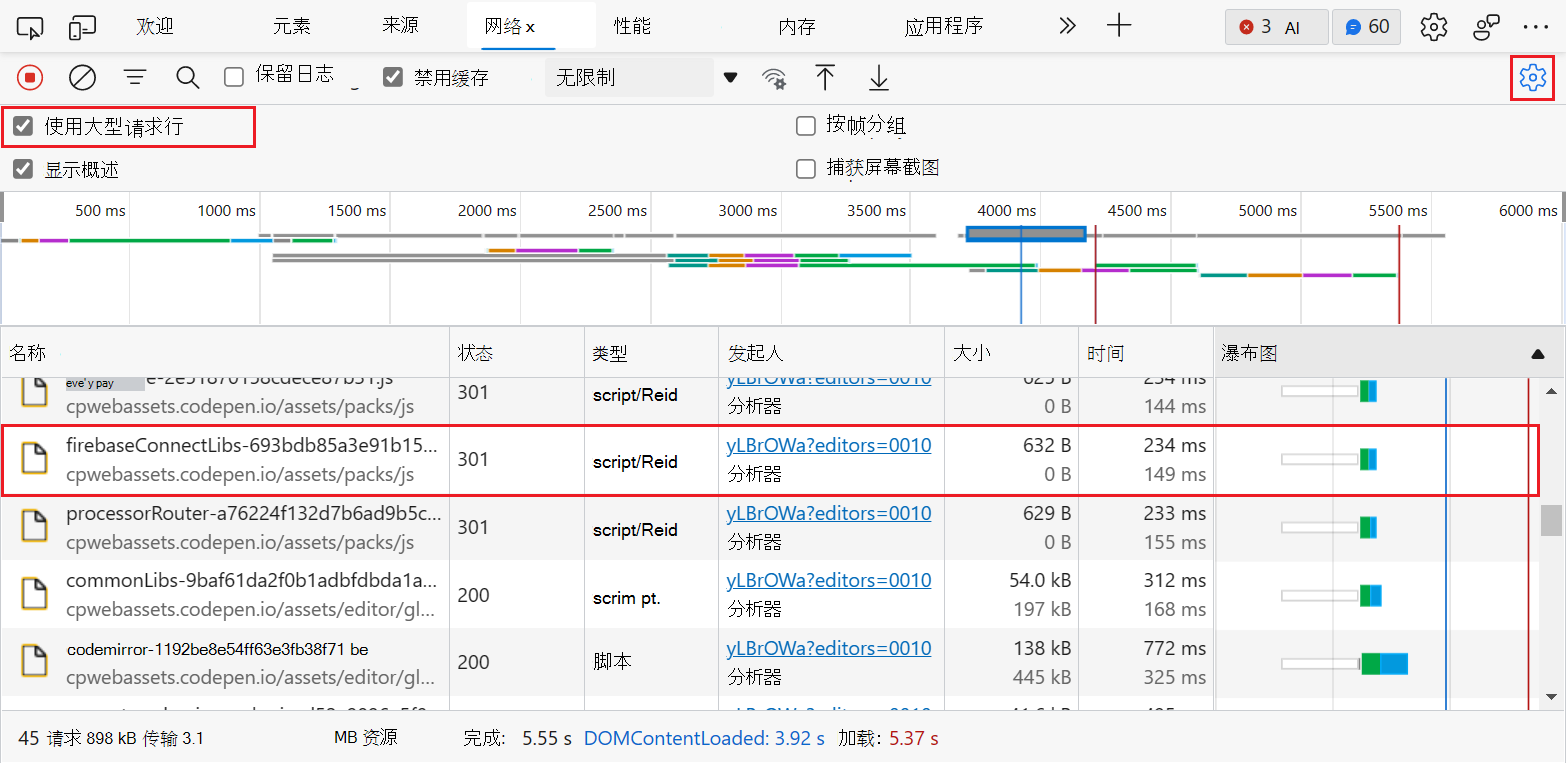 欢迎 元素 来源 网络 x 性能 内存 应用程序 3 AI 60
保留日志 禁用缓存 无限制
使用大型请求行 按帧分组
显示概述 捕获屏幕截图
500 ms 1000 ms 1500 ms 2000 ms 2500 ms 3000 ms 3500 ms 4000 ms 4500 ms 5000 ms 5500 ms 6000 ms
名称 状态 类型 发起人 大小 时间 瀑布图
eve'y pay 301 script/Reid yLBrOWa?editors=0010 625 B 234 ms
cpwebassets.codepen.io/assets/packs/js 分析器 0 B 144 ms
firebaseConnectLibs-693bdb85a3e91b15... 301 script/Reid yLBrOWa?editors=0010 632 B 234 ms
cpwebassets.codepen.io/assets/packs/js 分析器 0 B 149 ms
processorRouter-a76224f132d7b6ad9b5c... 301 script/Reid yLBrOWa?editors=0010 629 B 233 ms
cpwebassets.codepen.io/assets/packs/js 分析器 0 B 155 ms
commonLibs-9baf61da2f0b1adbfdbda1a... 200 scrim pt. yLBrOWa?editors=0010 54.0 kB 312 ms
cpwebassets.codepen.io/assets/editor/gl... 分析器 197 kB 168 ms
codemirror-1192be8e54ff63e3fb38f71 be 200 脚本 yLBrOWa?editors=0010 138 kB 772 ms
cpwebassets.codepen.io/assets/editor/gl... 分析器 445 kB 325 ms
45 请求 898 kB 传输 3.1 MB 资源 完成: 5.55 s DOMContentLoaded: 3.92 s 加载: 5.37 s